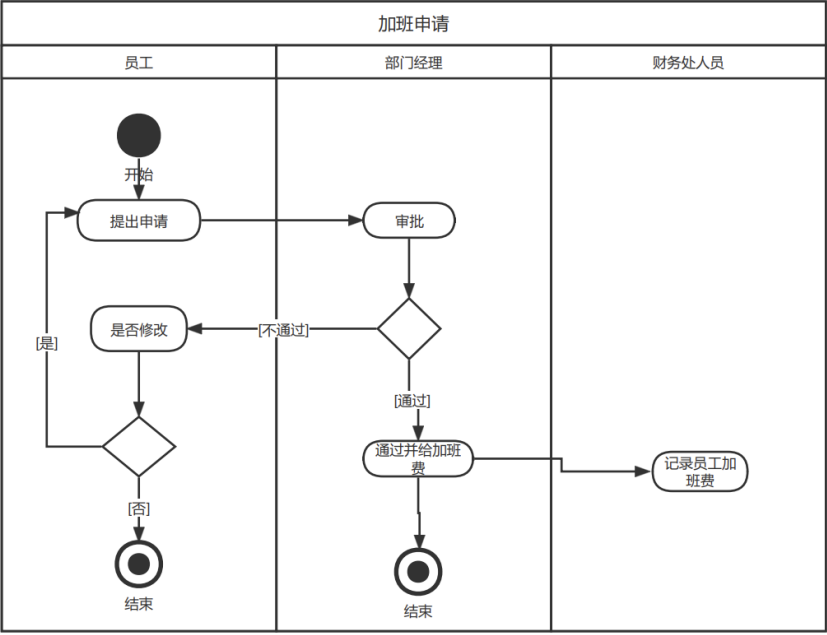 加班申请
员工
部门经理
财务处人员
开始
提出申请
审批
是否修改
[不通过]
[是]
[通过]
通过并给加班
费
记录员工加
班费
[否]
结束
结束